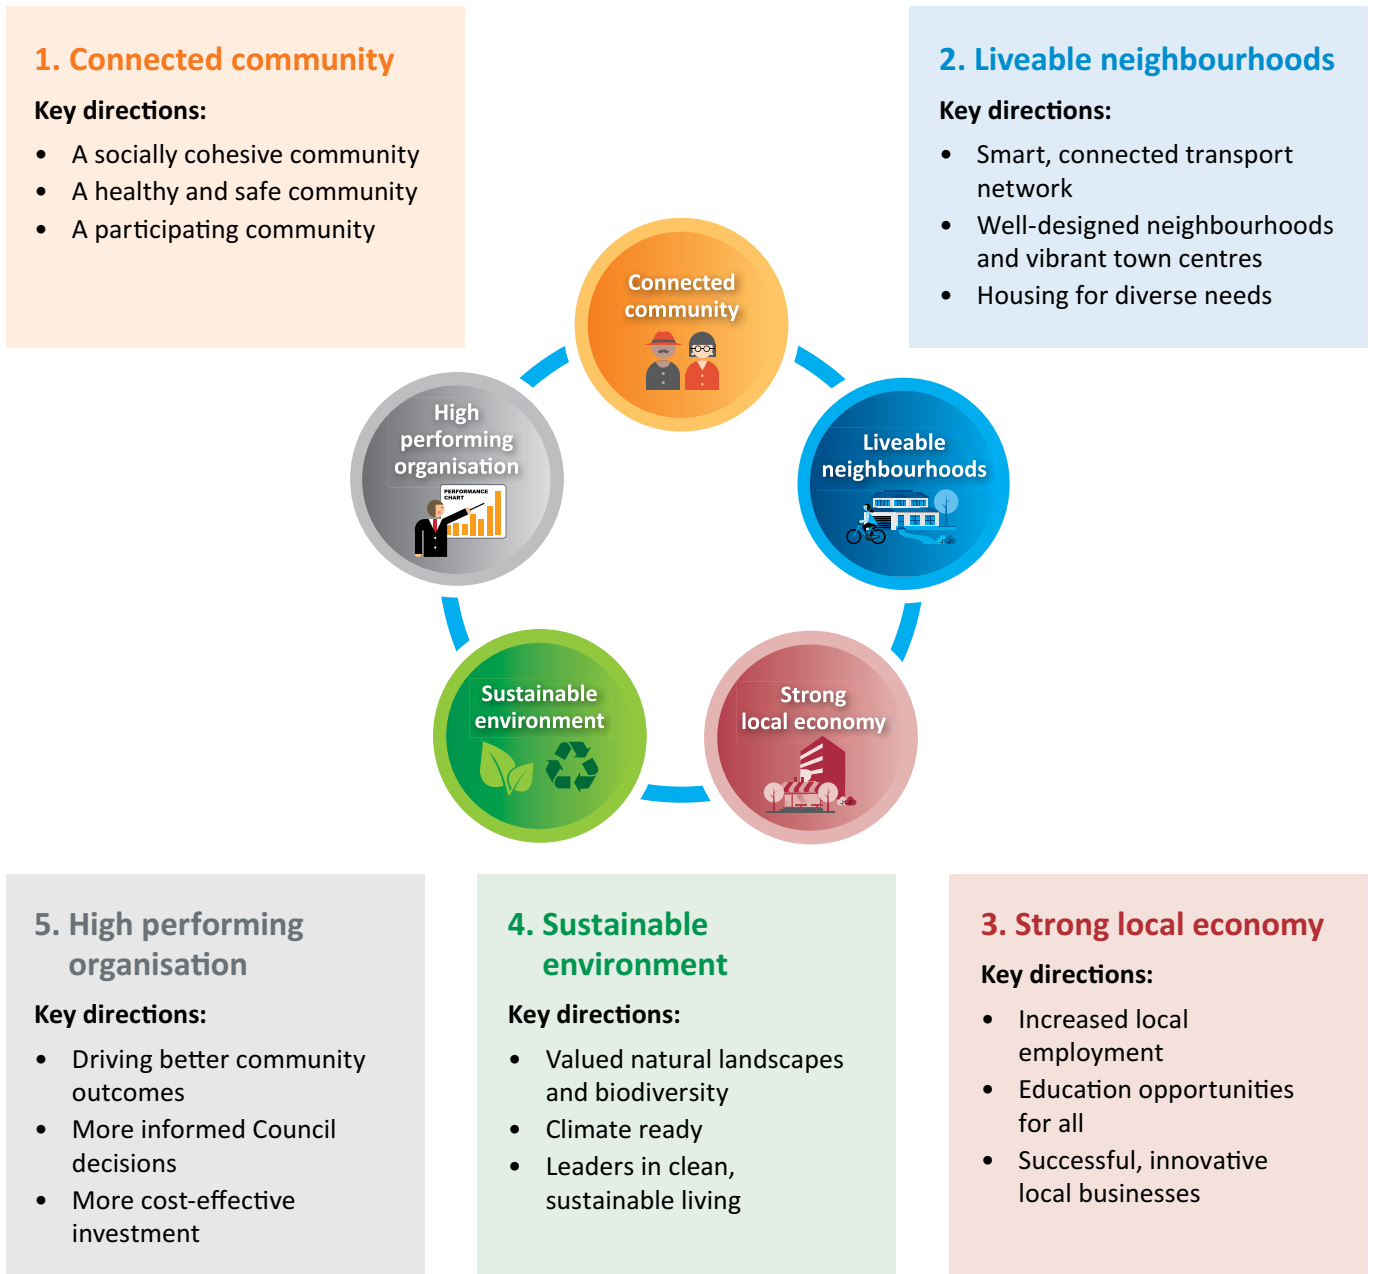 1. Connected community
Key directions:
• A socially cohesive community
• A healthy and safe community
• A participating community
2. Liveable neighbourhoods
Key directions:
• Smart, connected transport
network
• Well-designed neighbourhoods
and vibrant town centres
• Housing for diverse needs
Connected
community
High
performing
organisation
PERFORMANCE
CHART
Liveable
neighbourhoods
Sustainable
environment
Strong
local economy
5. High performing
organisation
Key directions:
• Driving better community
outcomes
• More informed Council
decisions
• More cost-effective
investment
4. Sustainable
environment
Key directions:
• Valued natural landscapes
and biodiversity
• Climate ready
• Leaders in clean,
sustainable living
3. Strong local economy
Key directions:
• Increased local
employment
• Education opportunities
for all
• Successful, innovative
local businesses